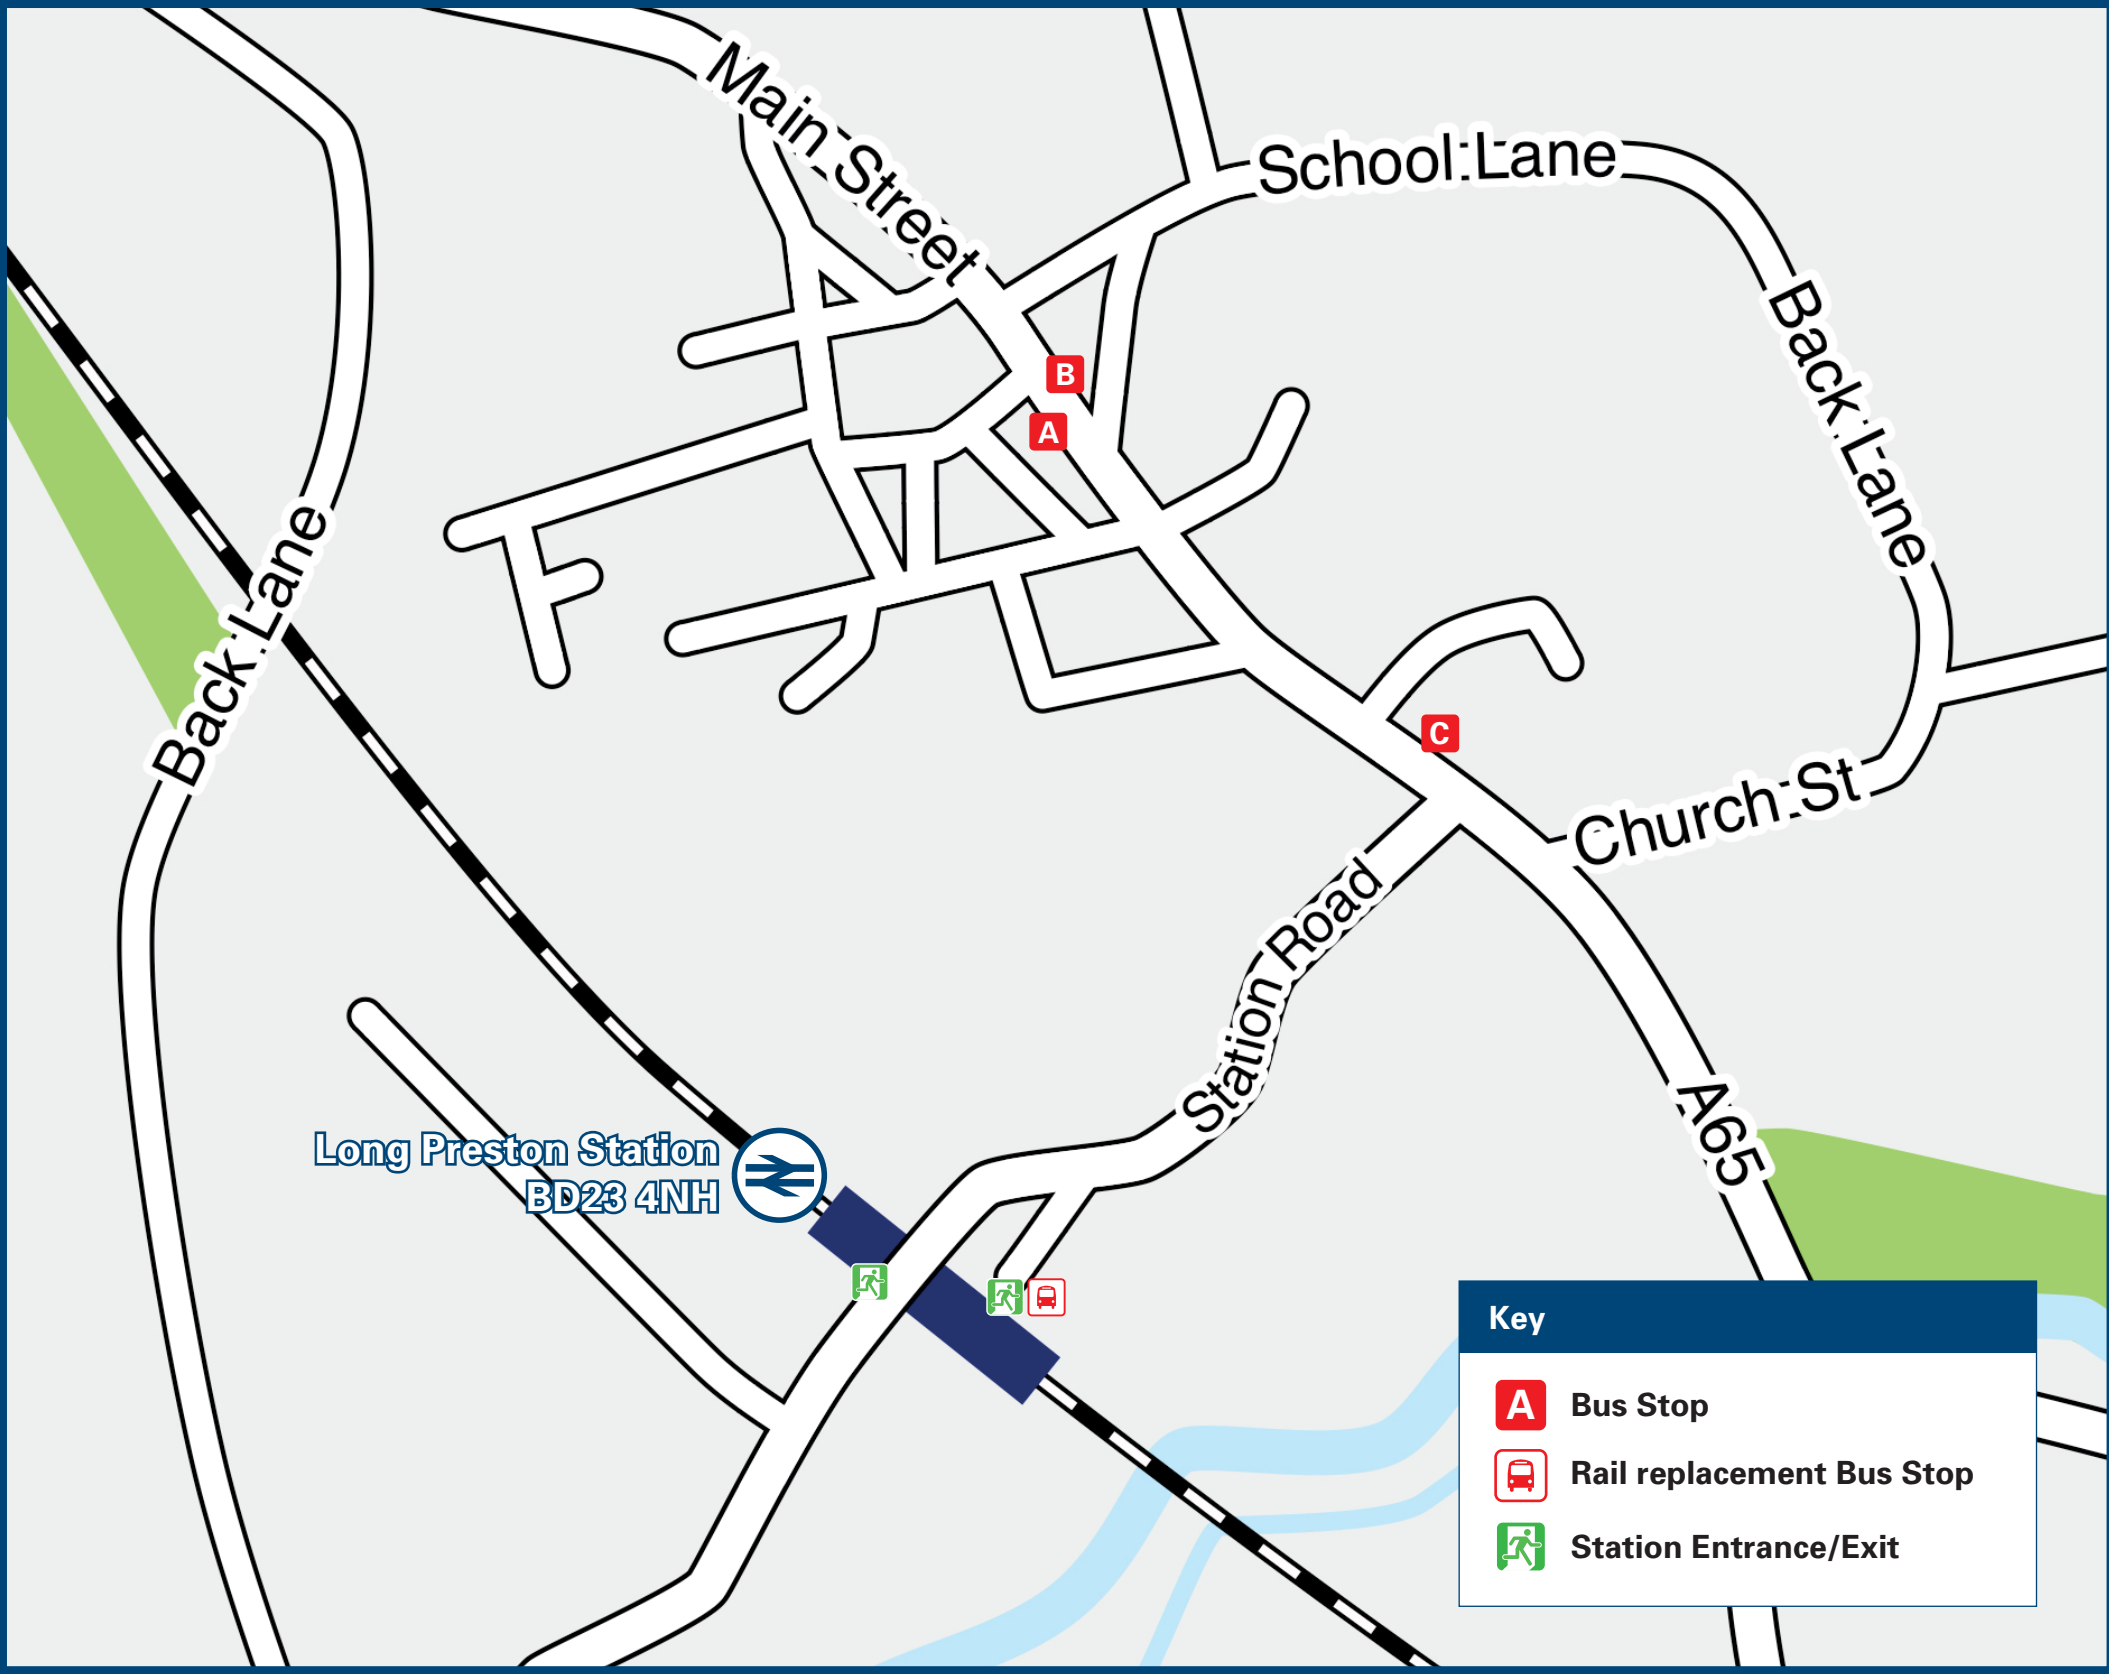 Main Street
School Lane
Back Lane
B
A
Back Lane
C
Church St
Station Road
A65
Long Preston Station
BD23 4NH
Key
A Bus Stop
Rail replacement Bus Stop
Station Entrance/Exit